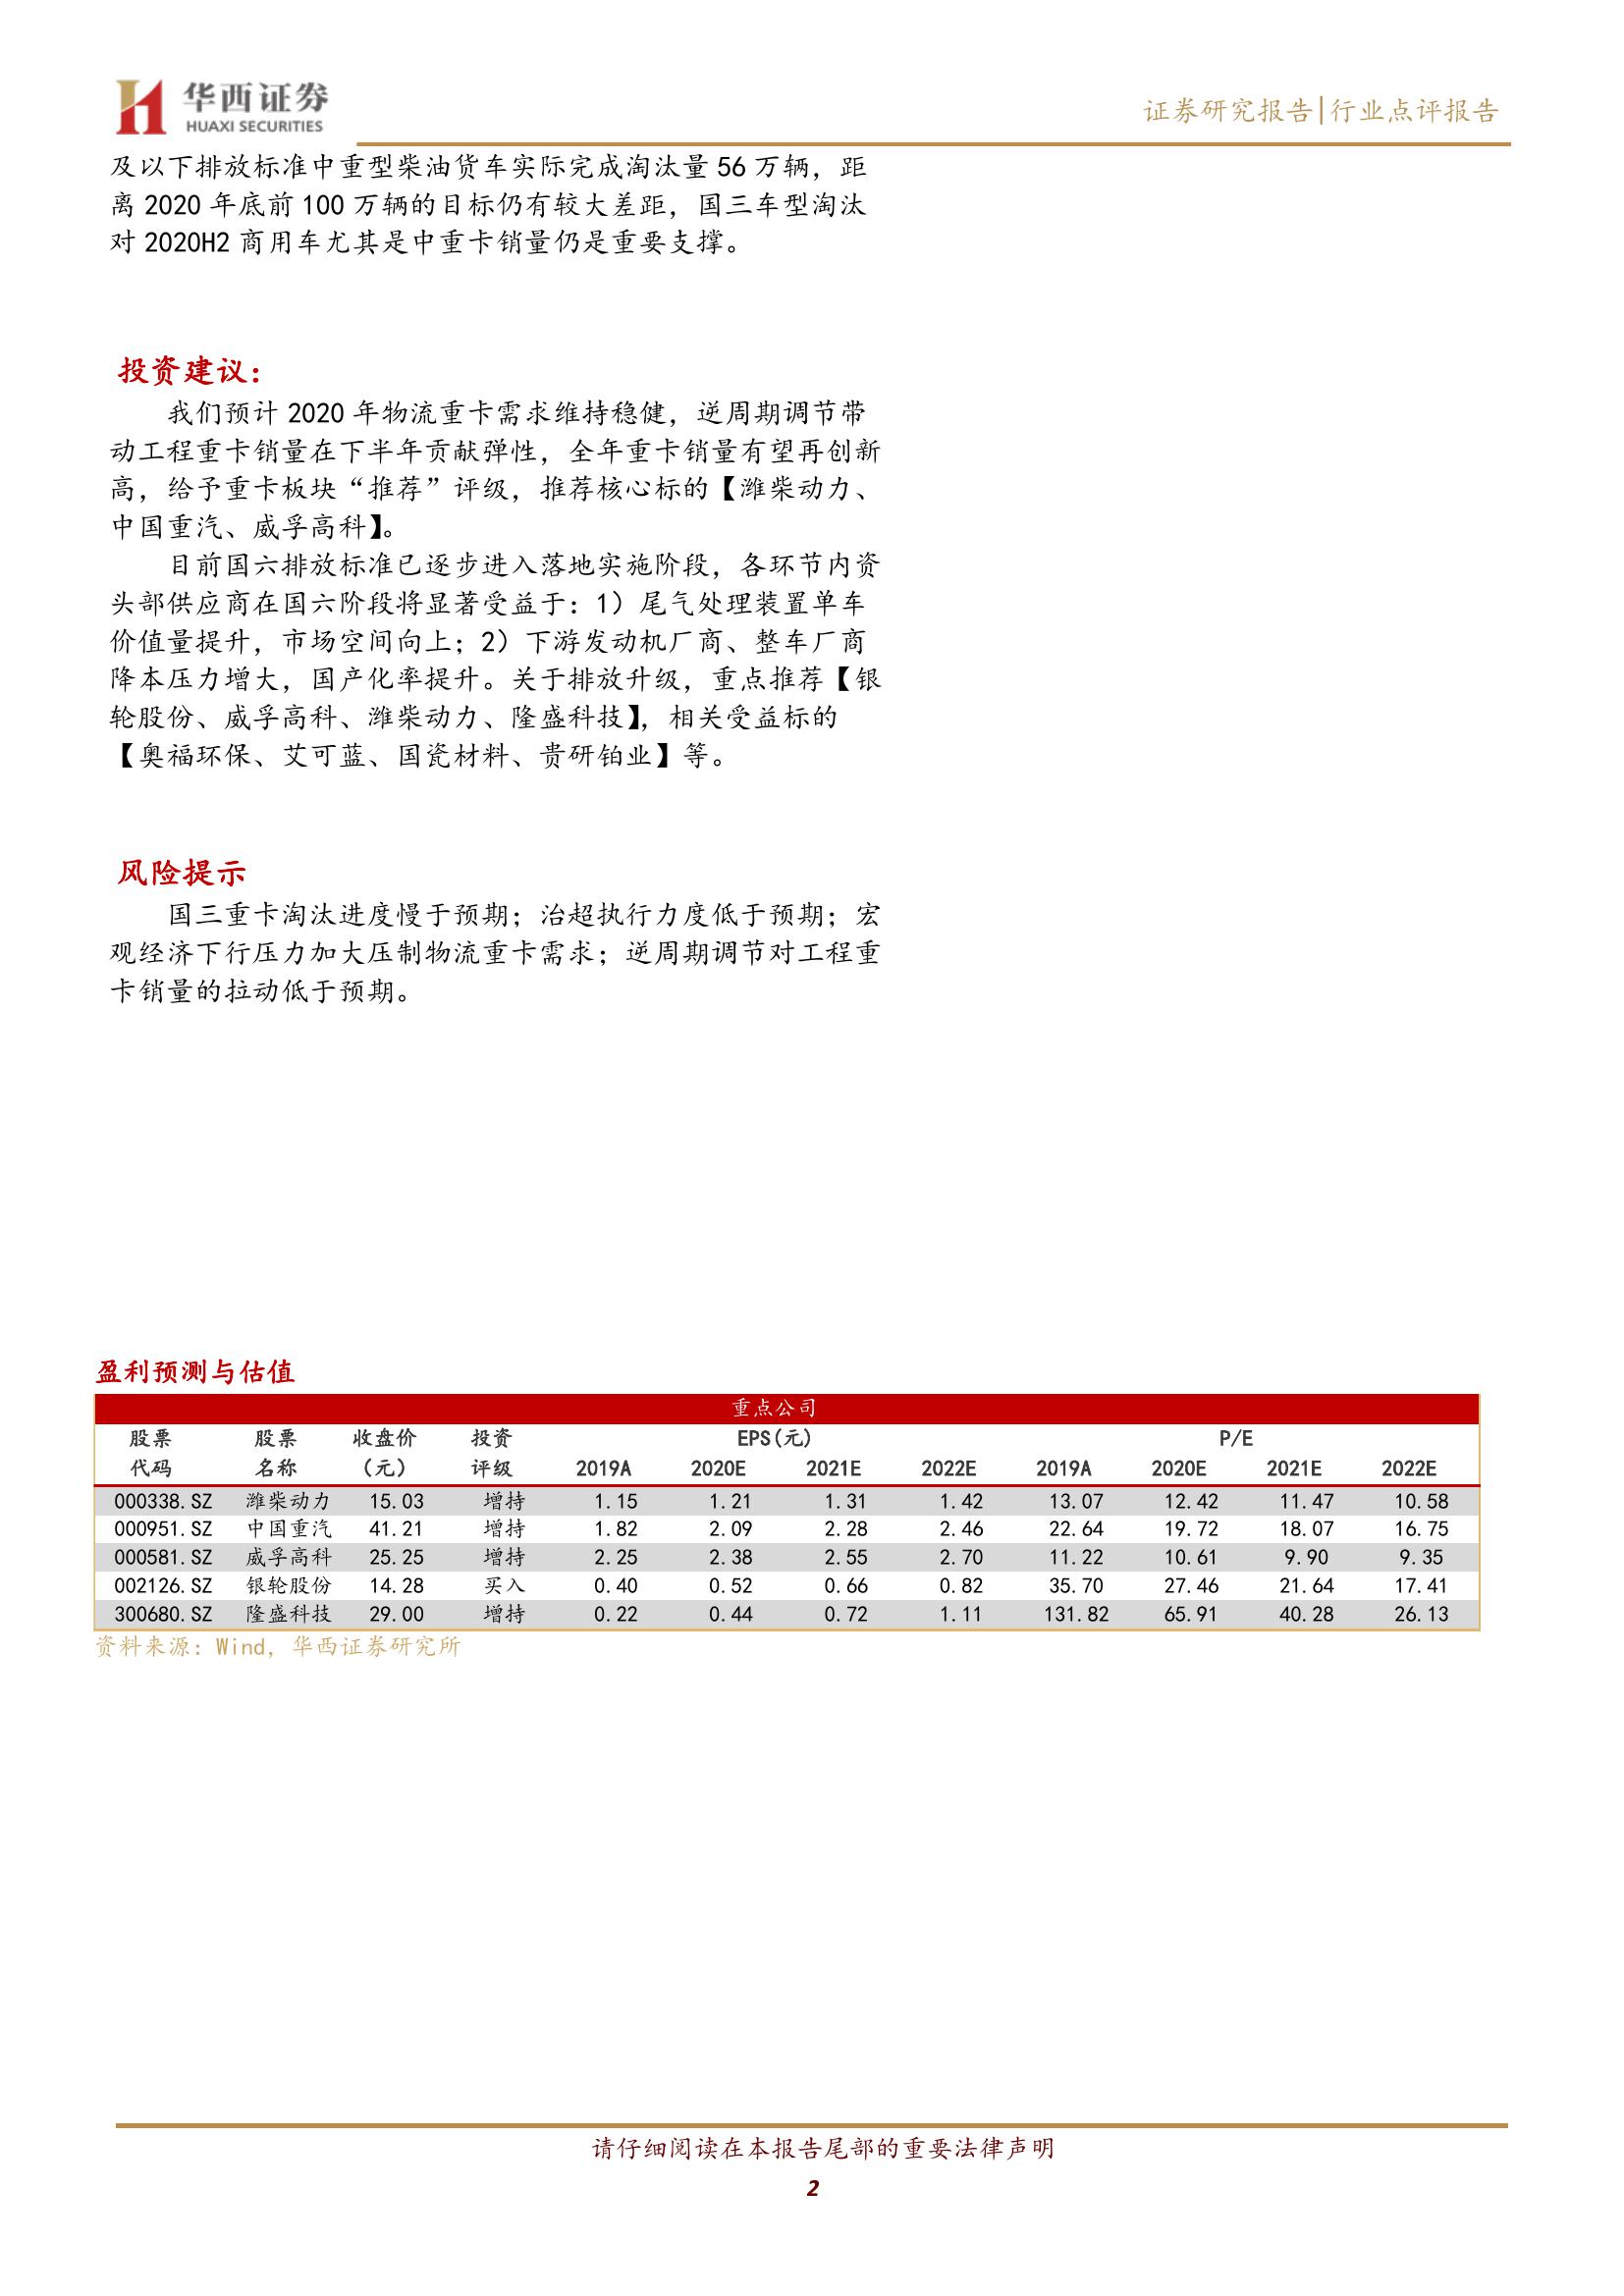 华西证券
HUAXI SECURITIES
证券研究报告|行业点评报告
及以下排放标准中重型柴油货车实际完成淘汰量 56 万辆，距
离 2020 年底前 100 万辆的目标仍有较大差距，国三车型淘汰
对 2020H2 商用车尤其是中重卡销量仍是重要支撑。
投资建议：
我们预计 2020 年物流重卡需求维持稳健，逆周期调节带
动工程重卡销量在下半年贡献弹性，全年重卡销量有望再创新
高，给予重卡板块“推荐”评级，推荐核心标的【潍柴动力、
中国重汽、威孚高科】。
目前国六排放标准已逐步进入落地实施阶段，各环节内资
头部供应商在国六阶段将显著受益于：1）尾气处理装置单车
价值量提升，市场空间向上；2）下游发动机厂商、整车厂商
降本压力增大，国产化率提升。关于排放升级，重点推荐【银
轮股份、威孚高科、潍柴动力、隆盛科技】，相关受益标的
【奥福环保、艾可蓝、国瓷材料、贵研铂业】等。
风险提示
国三重卡淘汰进度慢于预期；治超执行力度低于预期；宏
观经济下行压力加大压制物流重卡需求；逆周期调节对工程重
卡销量的拉动低于预期。
盈利预测与估值
重点公司
股票 股票 收盘价 投资 EPS(元) P/E
代码 名称 （元） 评级 2019A 2020E 2021E 2022E 2019A 2020E 2021E 2022E
000338.SZ 潍柴动力 15.03 增持 1.15 1.21 1.31 1.42 13.07 12.42 11.47 10.58
000951.SZ 中国重汽 41.21 增持 1.82 2.09 2.28 2.46 22.64 19.72 18.07 16.75
000581.SZ 威孚高科 25.25 增持 2.25 2.38 2.55 2.70 11.22 10.61 9.90 9.35
002126.SZ 银轮股份 14.28 买入 0.40 0.52 0.66 0.82 35.70 27.46 21.64 17.41
300680.SZ 隆盛科技 29.00 增持 0.22 0.44 0.72 1.11 131.82 65.91 40.28 26.13
资料来源：Wind，华西证券研究所
请仔细阅读在本报告尾部的重要法律声明
2